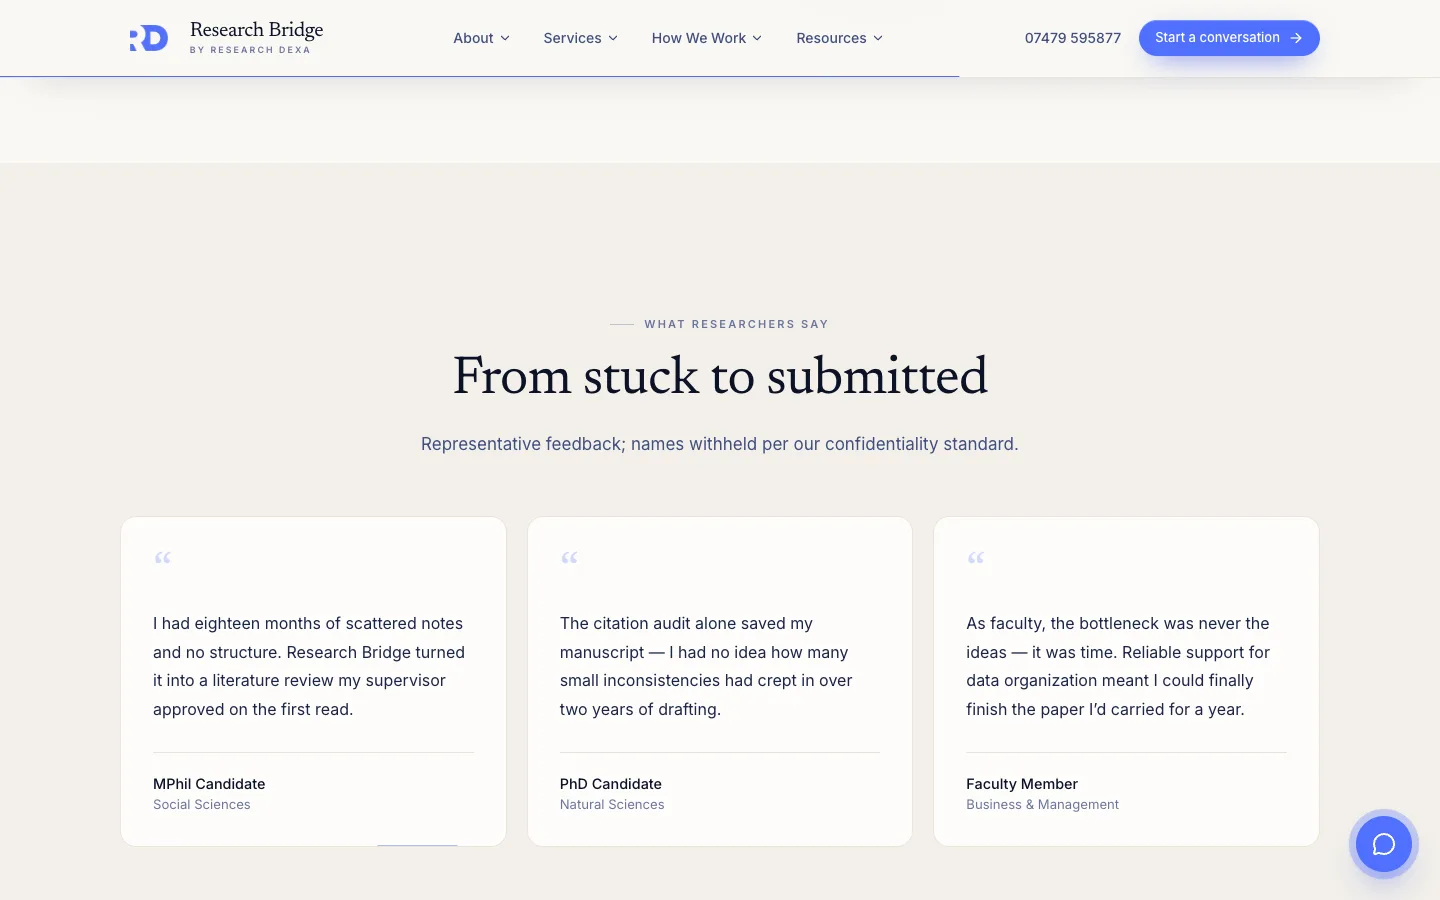 RD
Research Bridge
BY RESEARCH DEXA
About
Services
How We Work
Resources
07479 595877
Start a conversation
WHAT RESEARCHERS SAY
From stuck to submitted
Representative feedback; names withheld per our confidentiality standard.
“
I had eighteen months of scattered notes
and no structure. Research Bridge turned
it into a literature review my supervisor
approved on the first read.
MPhil Candidate
Social Sciences
“
The citation audit alone saved my
manuscript — I had no idea how many
small inconsistencies had crept in over
two years of drafting.
PhD Candidate
Natural Sciences
“
As faculty, the bottleneck was never the
ideas — it was time. Reliable support for
data organization meant I could finally
finish the paper I’d carried for a year.
Faculty Member
Business & Management